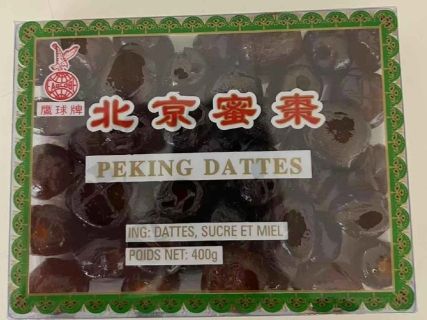 鷹球牌
北京蜜棗
PEKING DATTES
ING: DATTES, SUCRE ET MIEL
POIDS NET: 400g